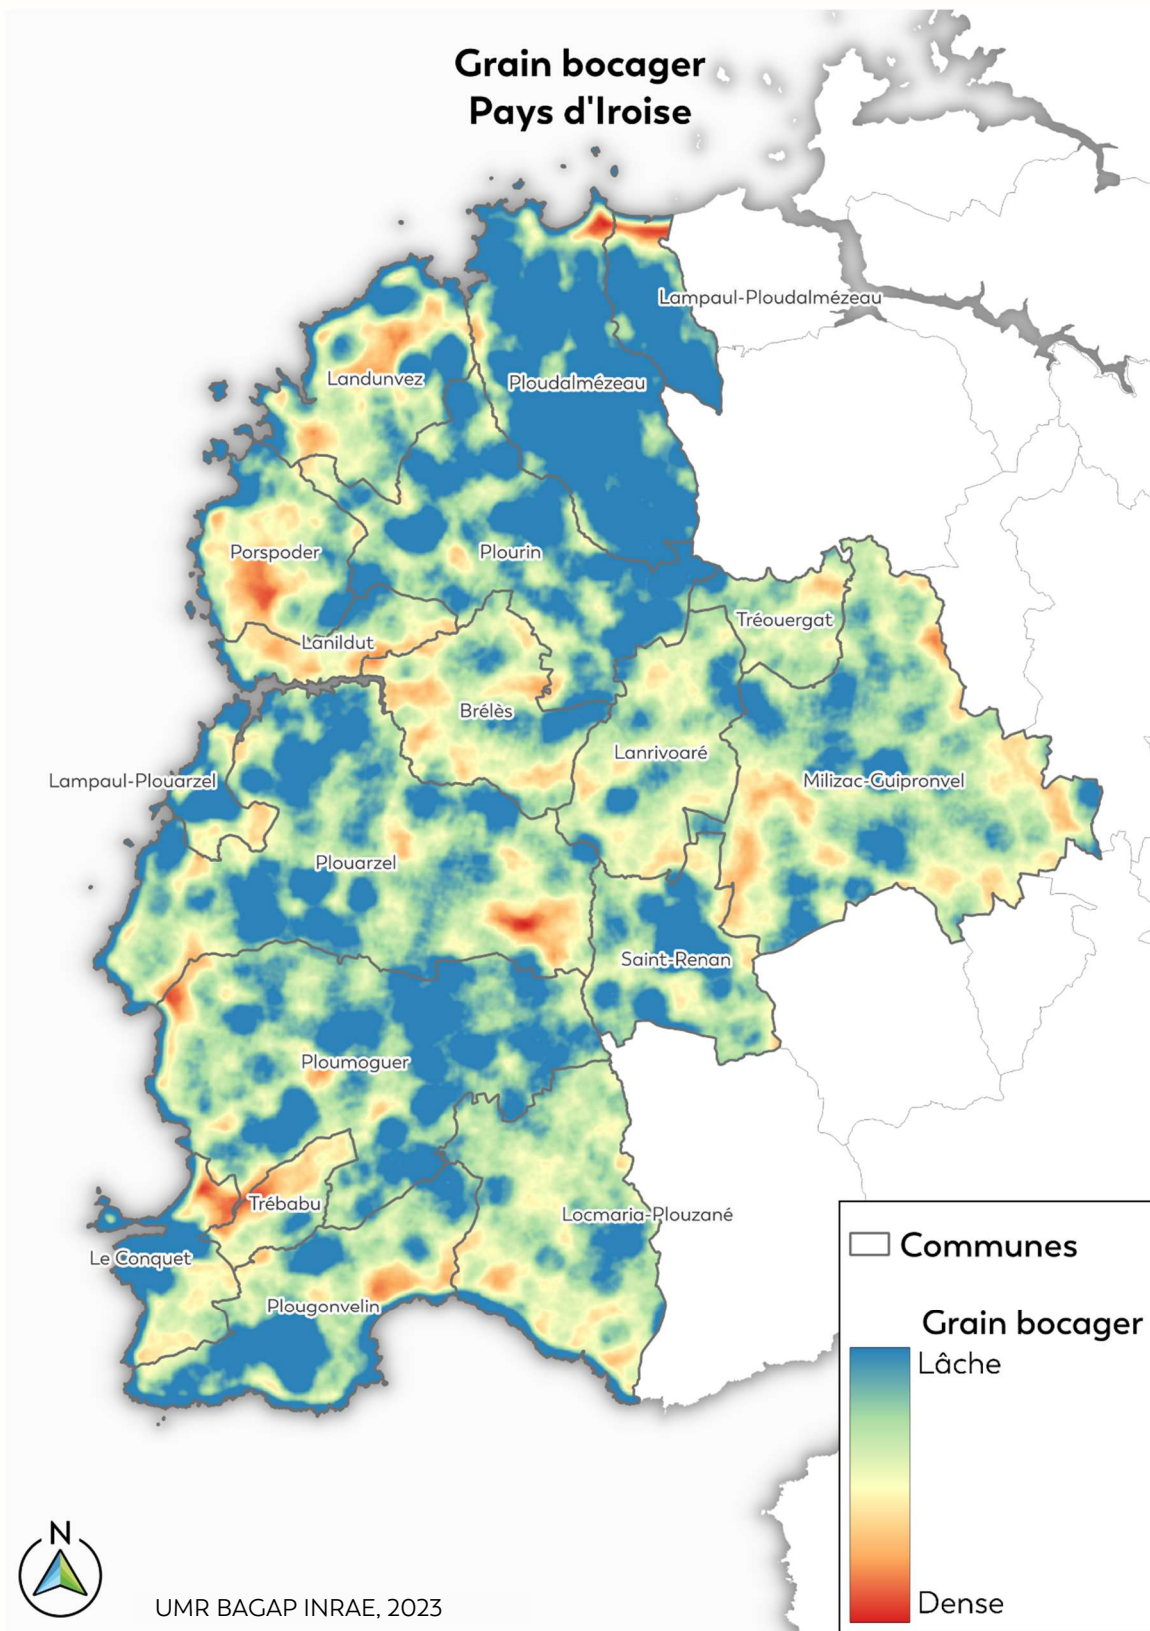 Grain bocager
Pays d'Iroise
Lampaul-Ploudalmézeau
Landunvez
Ploudalmézeau
Porspoder
Plourin
Tréouergat
Lanildut
Brélès
Lanrivoaré
Lampaul-Plouarzel
Milizac-Guipronvel
Plouarzel
Saint-Renan
Ploumoguer
Trébabu
Locmaria-Plouzané
Le Conquet
Plougonvelin
Communes
Grain bocager
Lâche
Dense
N
UMR BAGAP INRAE, 2023